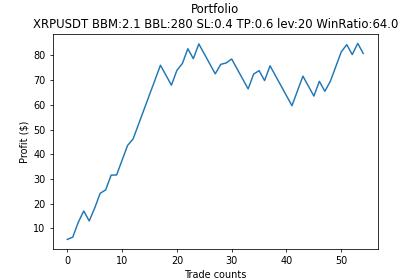 Portfolio
XRPUSDT BBM:2.1 BBL:280 SL:0.4 TP:0.6 lev:20 WinRatio:64.0
80
70
60
50
40
30
20
10
Profit ($)
0 10 20 30 40 50
Trade counts